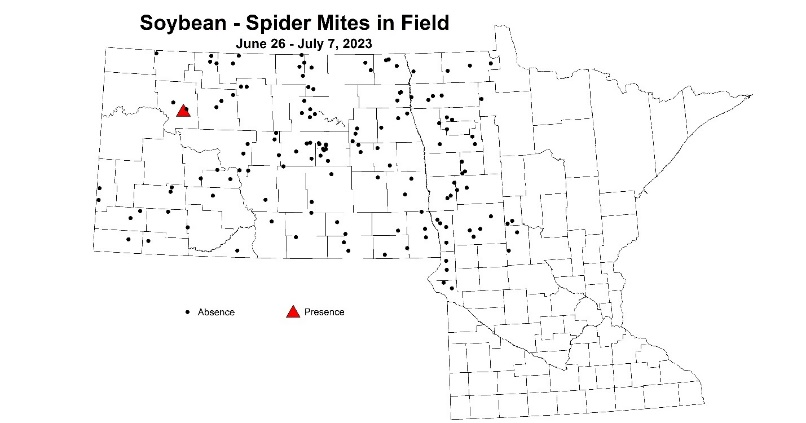 Soybean - Spider Mites in Field
June 26 - July 7, 2023
Absence
Presence